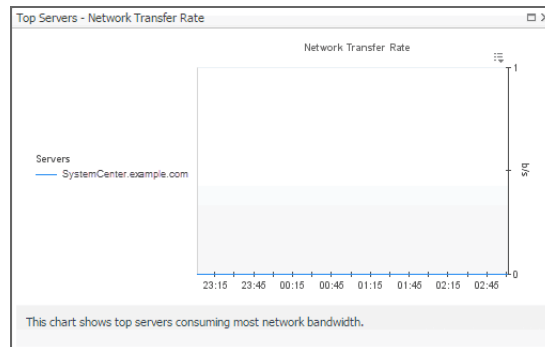 Top Servers - Network Transfer Rate
Network Transfer Rate
1
Servers
SystemCenter.example.com
b/s
0
23:15 23:45 00:15 00:45 01:15 01:45 02:15 02:45
This chart shows top servers consuming most network bandwidth.